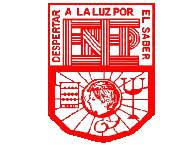 DESPERTAR
A LA LUZ POR
EL SABER
ENP